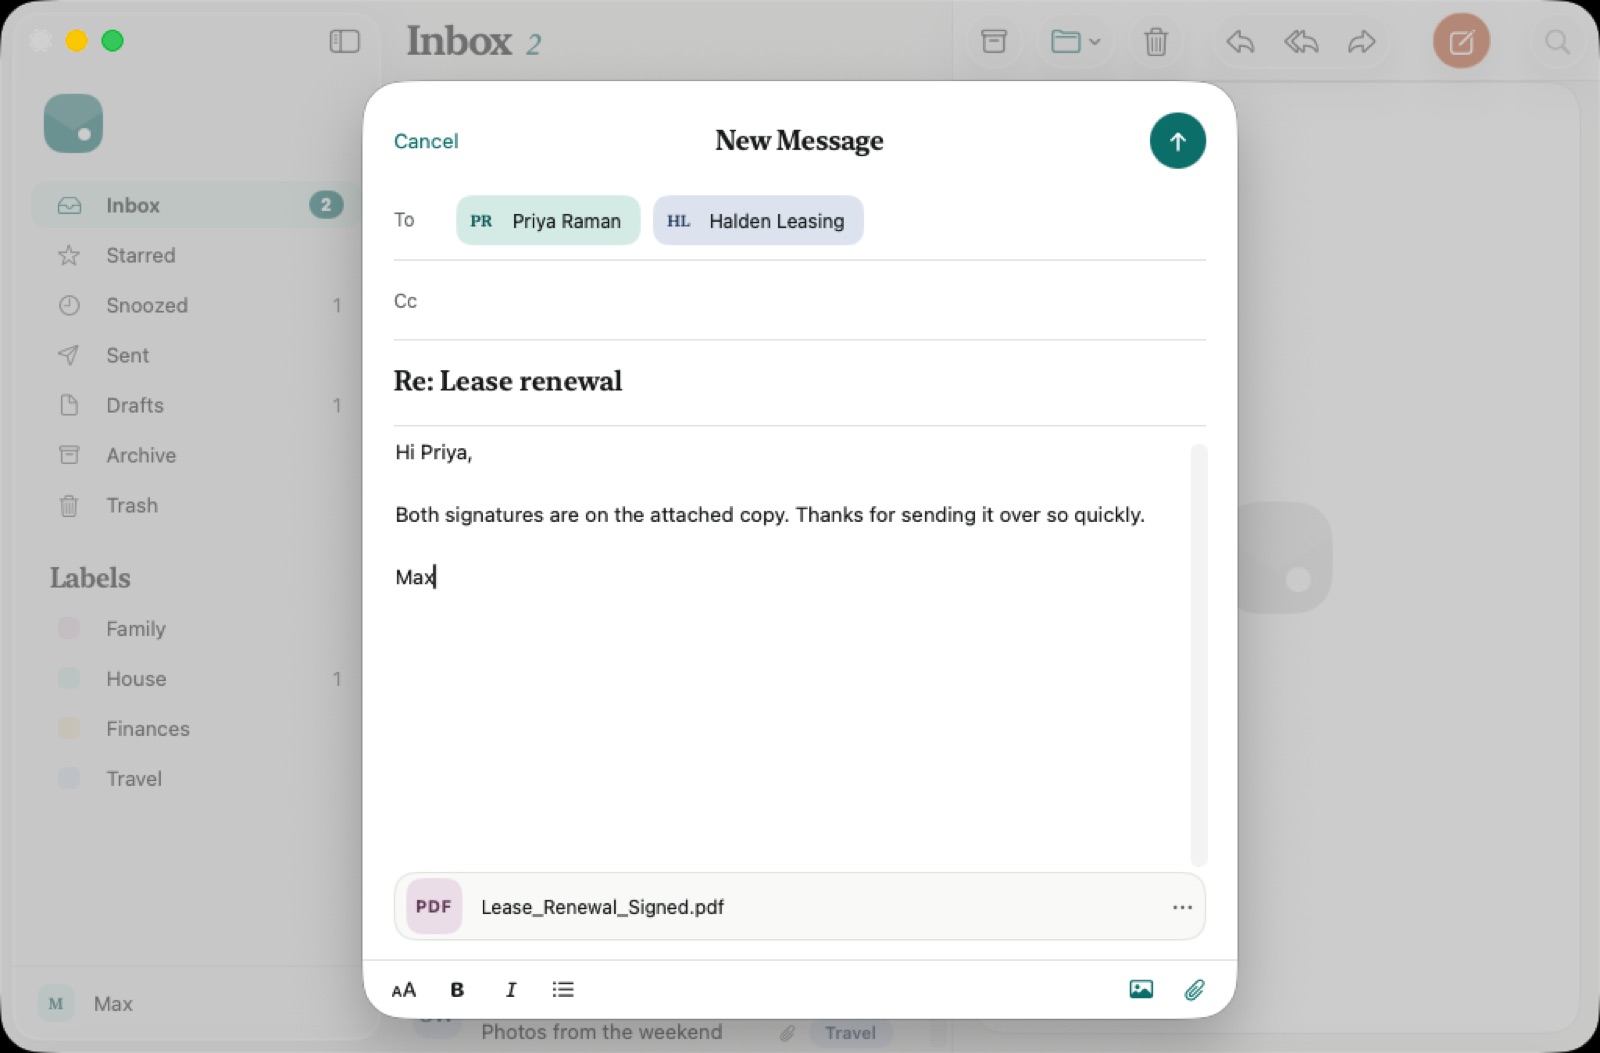 Inbox 2
Inbox 2
Starred
Snoozed 1
Sent
Drafts 1
Archive
Trash
Labels
Family
House 1
Finances
Travel
M Max
Cancel
New Message
To PR Priya Raman HL Halden Leasing
Cc
Re: Lease renewal
Hi Priya,
Both signatures are on the attached copy. Thanks for sending it over so quickly.
Max
PDF Lease_Renewal_Signed.pdf
AA B I
Photos from the weekend Travel